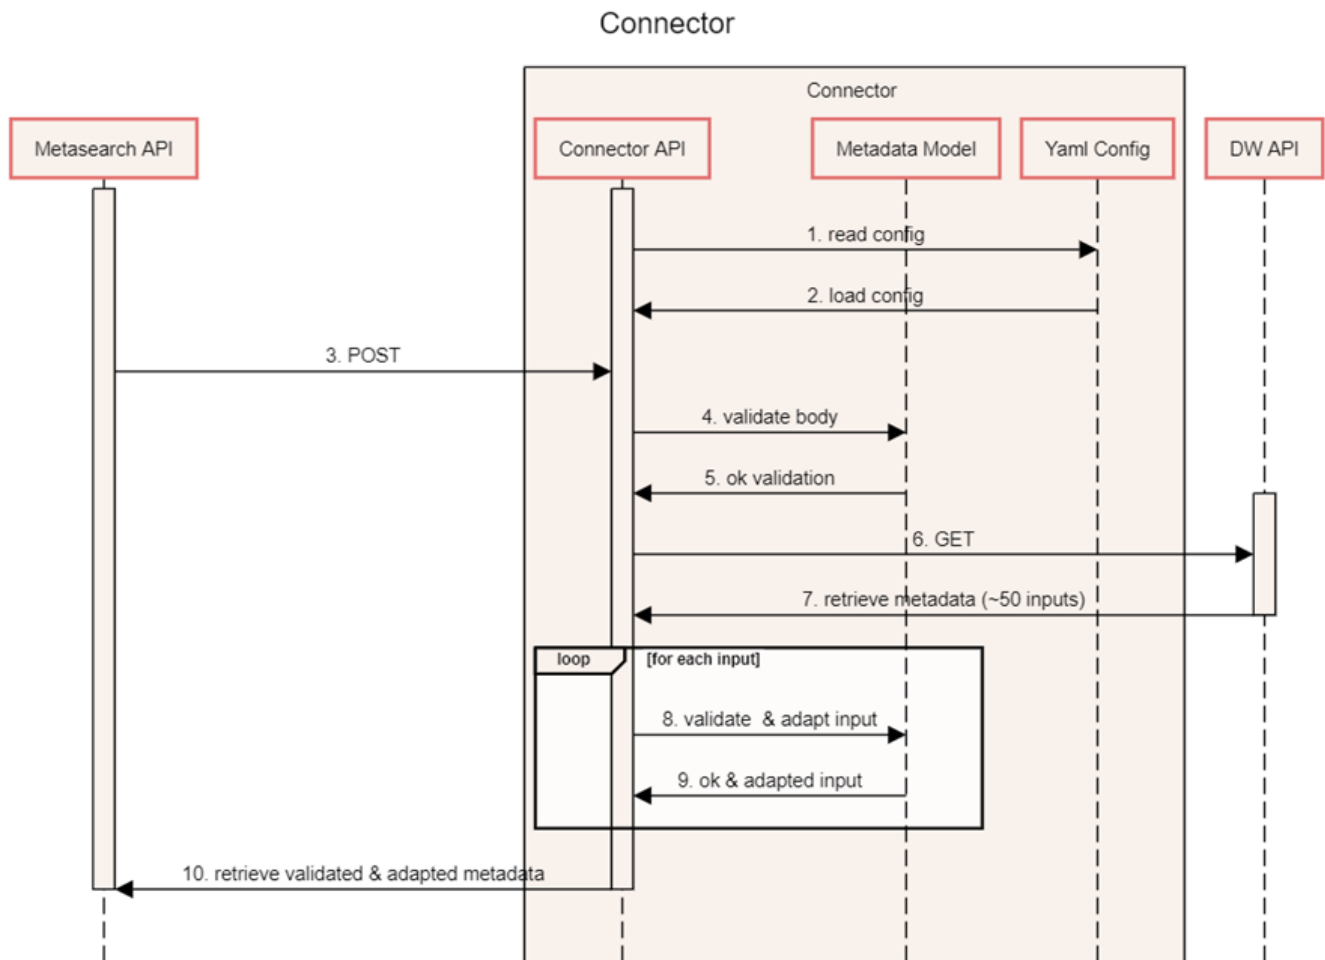 Connector
Connector
Metasearch API
Connector API
Metadata Model
Yaml Config
DW API
1. read config
2. load config
3. POST
4. validate body
5. ok validation
6. GET
7. retrieve metadata (~50 inputs)
loop
[for each input]
8. validate & adapt input
9. ok & adapted input
10. retrieve validated & adapted metadata